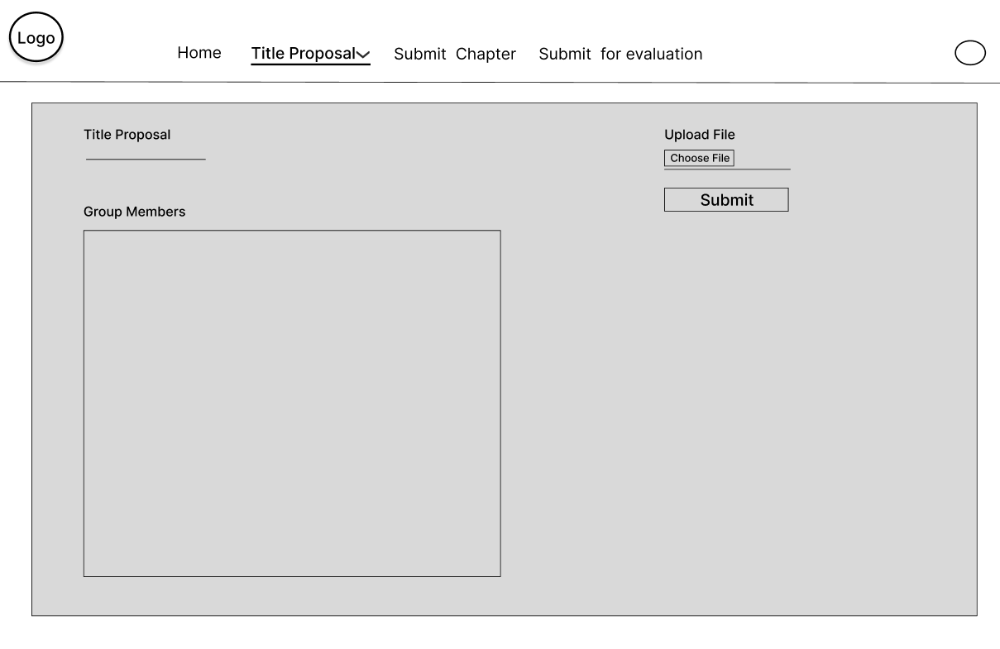 Logo
Home Title Proposal Submit Chapter Submit for evaluation
Title Proposal
Upload File
Choose File
Submit
Group Members